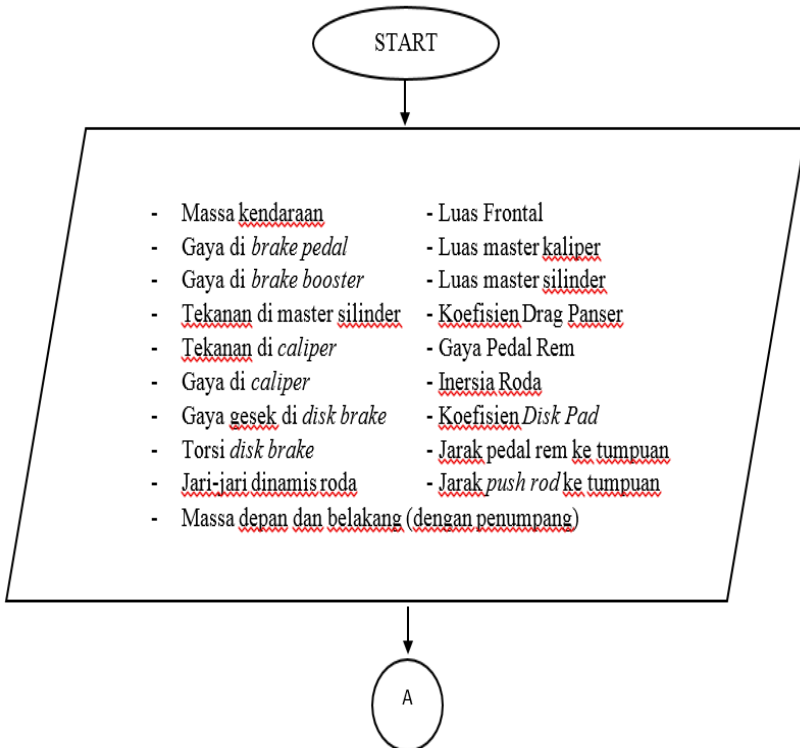 START
- Massa kendaraan - Luas Frontal
- Gaya di brake pedal - Luas master kaliper
- Gaya di brake booster - Luas master silinder
- Tekanan di master silinder - Koefisien Drag Panser
- Tekanan di caliper - Gaya Pedal Rem
- Gaya di caliper - Inersia Roda
- Gaya gesek di disk brake - Koefisien Disk Pad
- Torsi disk brake - Jarak pedal rem ke tumpuan
- Jari-jari dinamis roda - Jarak push rod ke tumpuan
- Massa depan dan belakang (dengan penumpang)
A